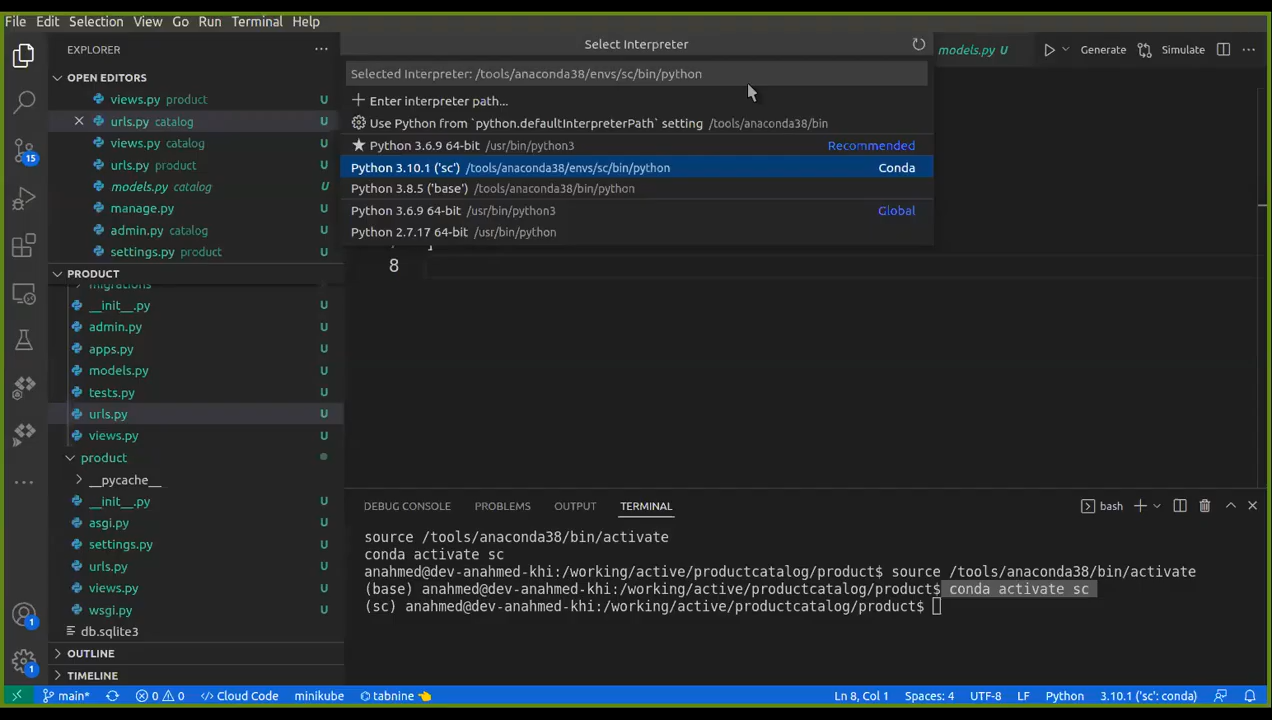 File Edit Selection View Go Run Terminal Help
EXPLORER
OPEN EDITORS
views.py product U
urls.py catalog U
views.py catalog U
urls.py product U
models.py catalog U
manage.py U
admin.py catalog U
settings.py product U
PRODUCT
migrations
__init__.py U
admin.py U
apps.py U
models.py U
tests.py U
urls.py U
views.py U
product
__pycache__
__init__.py U
asgi.py U
settings.py U
urls.py U
views.py U
wsgi.py U
db.sqlite3
OUTLINE
TIMELINE
15
1
1
Select Interpreter
Selected Interpreter: /tools/anaconda38/envs/sc/bin/python
Enter interpreter path...
Use Python from `python.defaultInterpreterPath` setting /tools/anaconda38/bin
Python 3.6.9 64-bit /usr/bin/python3 Recommended
Python 3.10.1 ('sc') /tools/anaconda38/envs/sc/bin/python Conda
Python 3.8.5 ('base') /tools/anaconda38/bin/python
Python 3.6.9 64-bit /usr/bin/python3 Global
Python 2.7.17 64-bit /usr/bin/python
models.py U Generate Simulate
]
8
DEBUG CONSOLE PROBLEMS OUTPUT TERMINAL bash
source /tools/anaconda38/bin/activate
conda activate sc
anahmed@dev-anahmed-khi:/working/active/productcatalog/product$ source /tools/anaconda38/bin/activate
(base) anahmed@dev-anahmed-khi:/working/active/productcatalog/product$ conda activate sc
(sc) anahmed@dev-anahmed-khi:/working/active/productcatalog/product$
main* 0 0 Cloud Code minikube tabnine Ln 8, Col 1 Spaces: 4 UTF-8 LF Python 3.10.1 ('sc': conda)